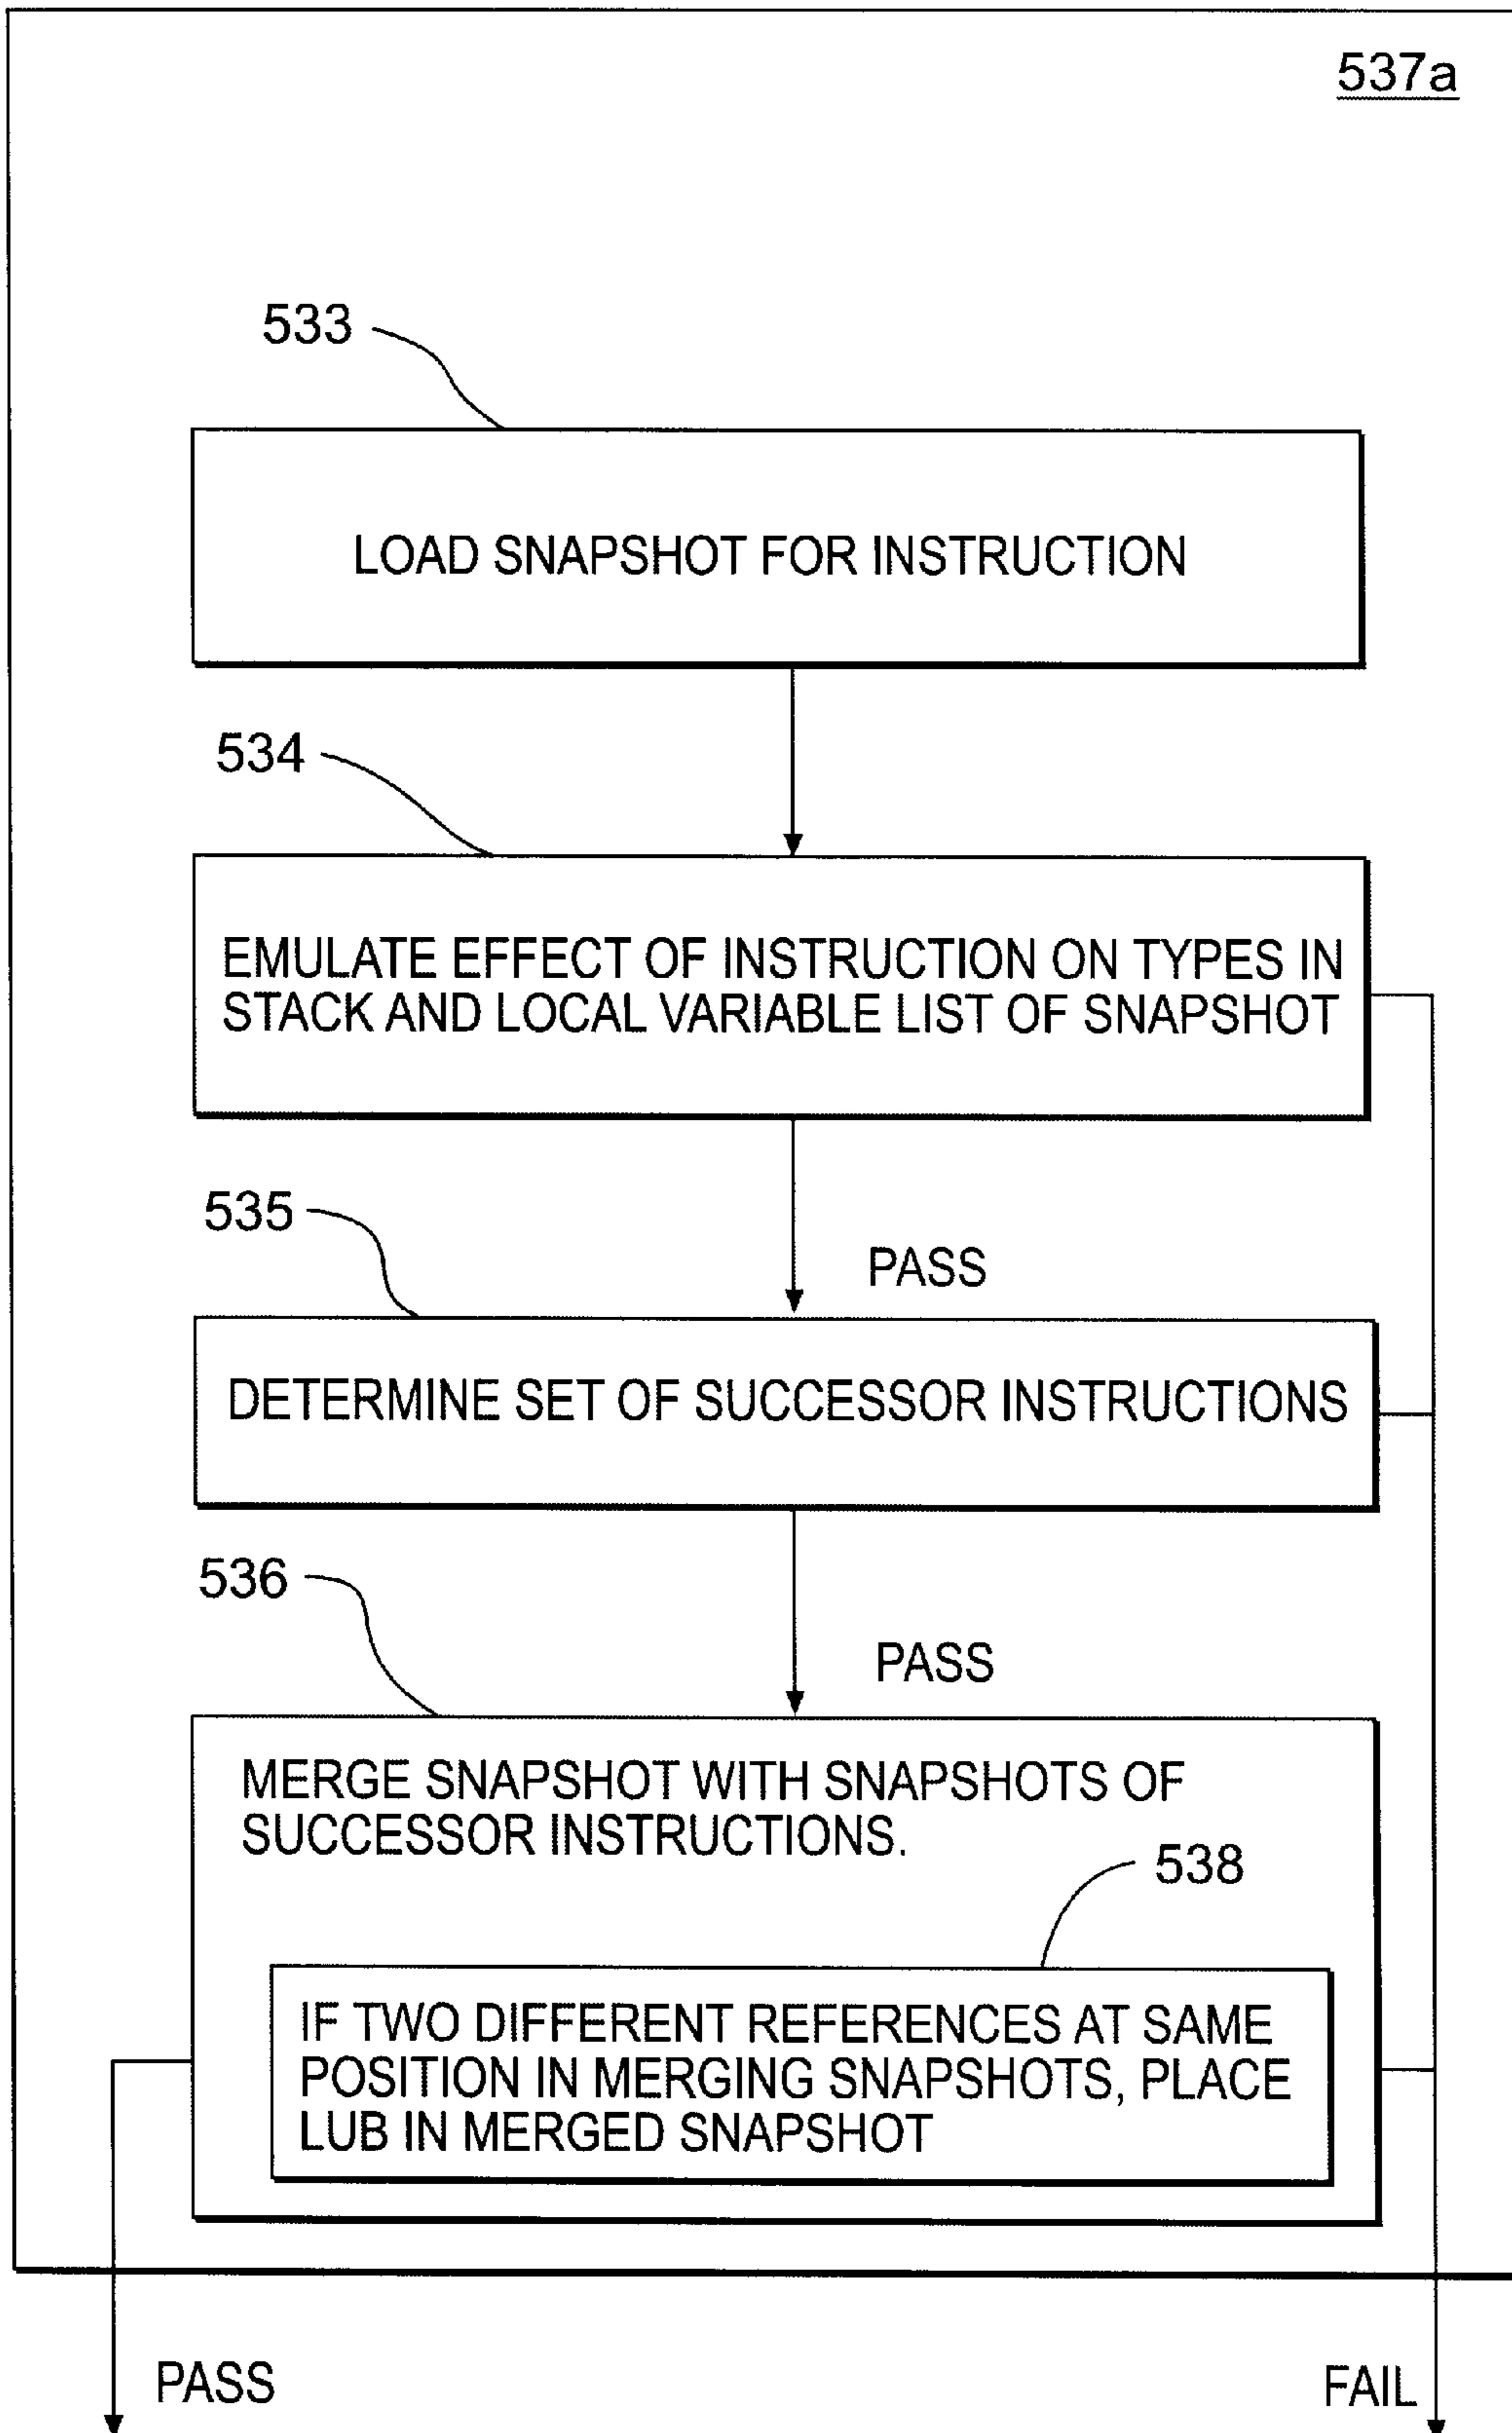 537a
533
LOAD SNAPSHOT FOR INSTRUCTION
534
EMULATE EFFECT OF INSTRUCTION ON TYPES IN
STACK AND LOCAL VARIABLE LIST OF SNAPSHOT
535
PASS
DETERMINE SET OF SUCCESSOR INSTRUCTIONS
536
PASS
MERGE SNAPSHOT WITH SNAPSHOTS OF
SUCCESSOR INSTRUCTIONS.
538
IF TWO DIFFERENT REFERENCES AT SAME
POSITION IN MERGING SNAPSHOTS, PLACE
LUB IN MERGED SNAPSHOT
PASS
FAIL